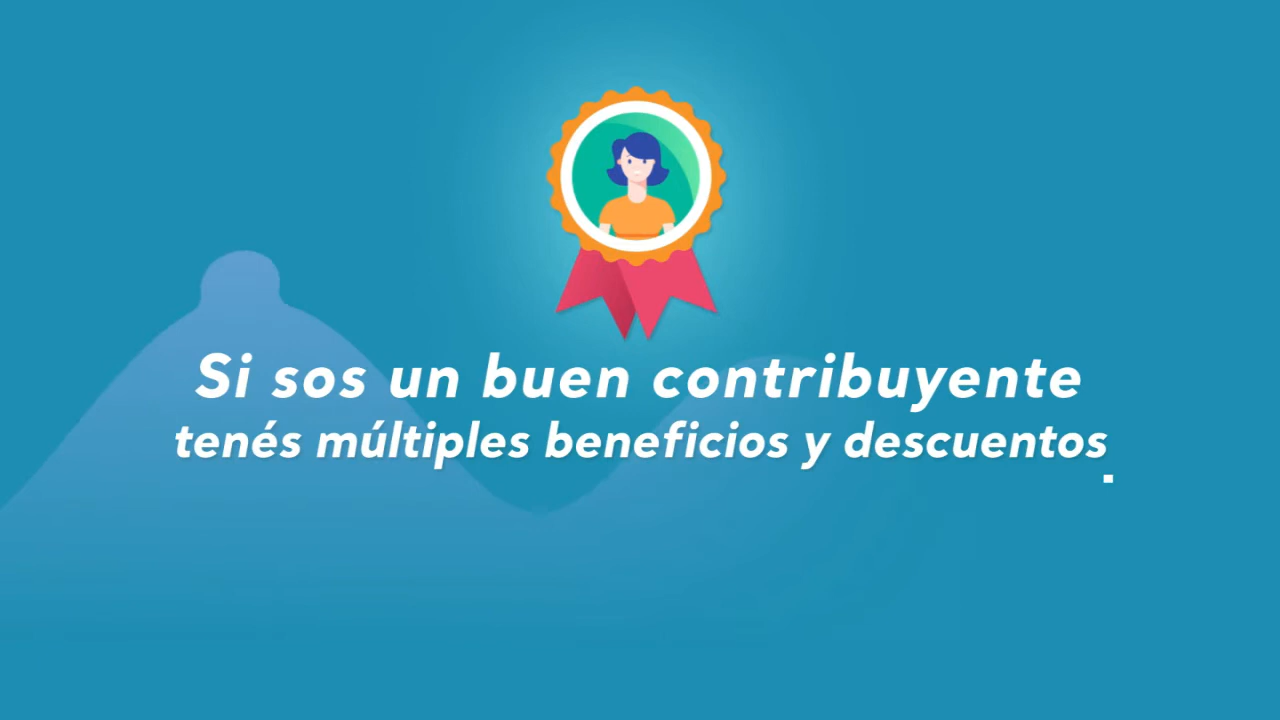 Si sos un buen contribuyente
tenés múltiples beneficios y descuentos